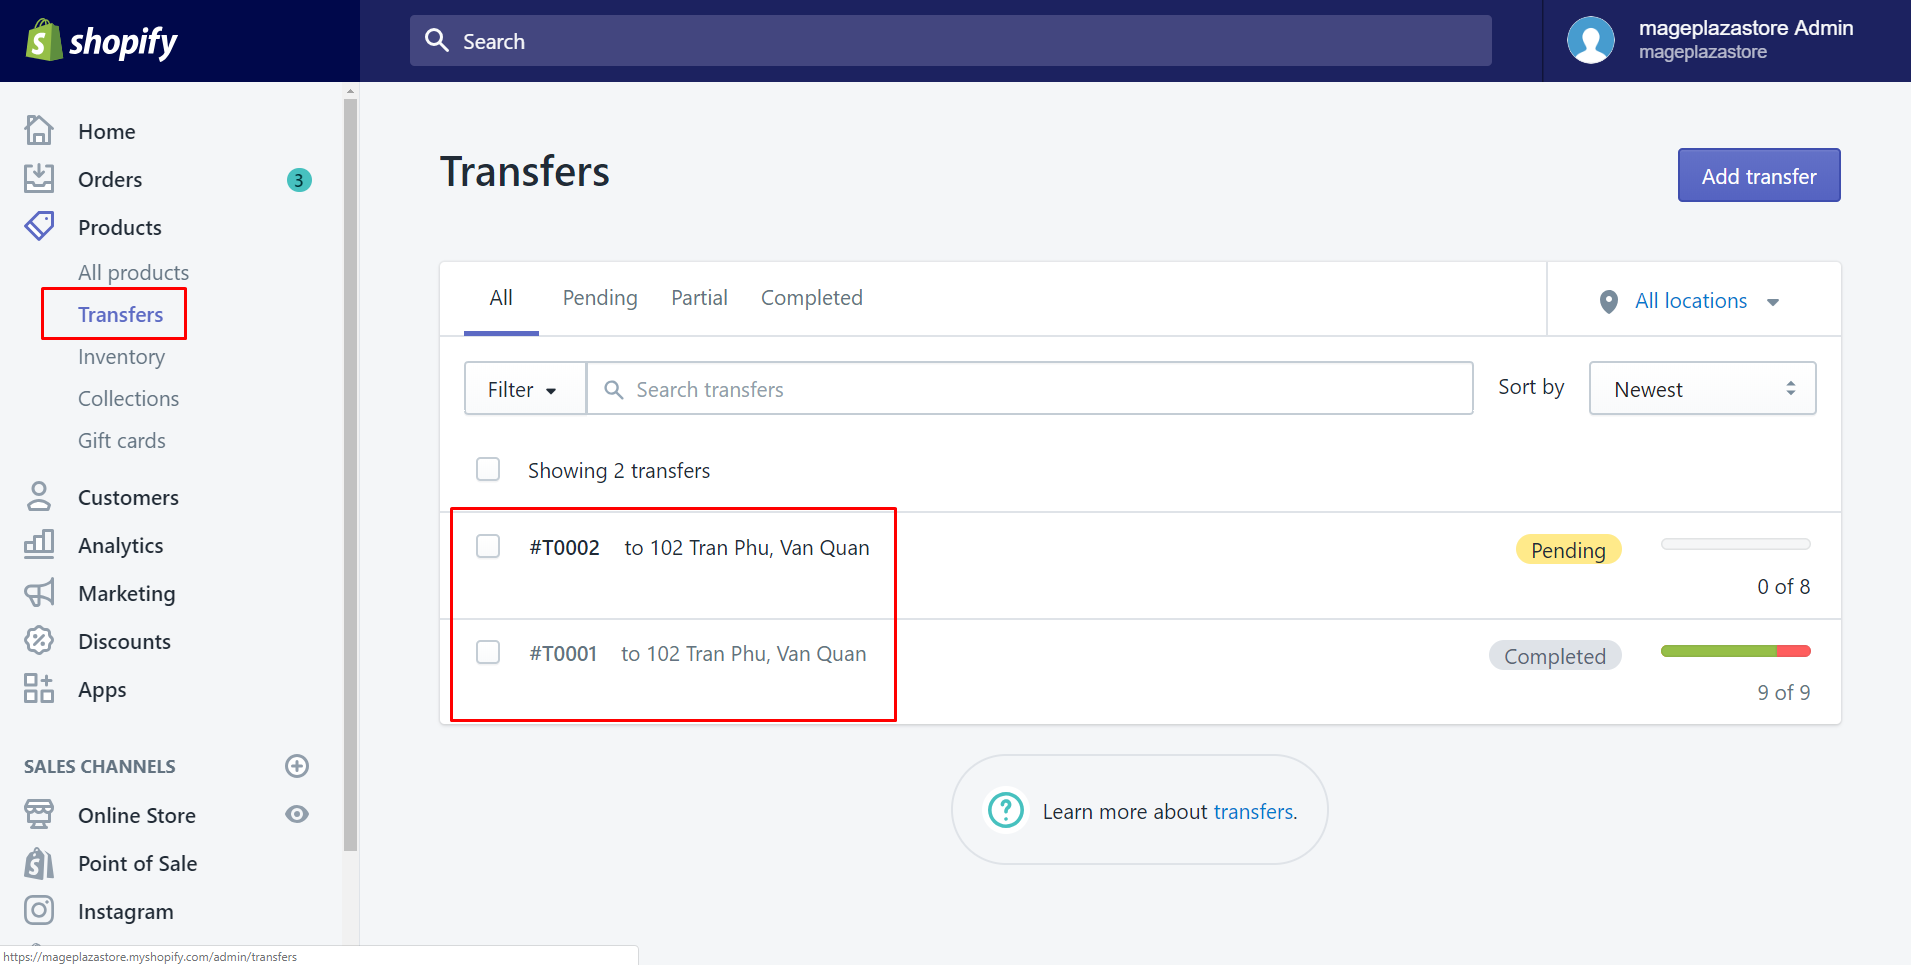 shopify
Search
mageplazastore Admin
mageplazastore
Home
Orders
3
Products
All products
Transfers
Inventory
Collections
Gift cards
Customers
Analytics
Marketing
Discounts
Apps
SALES CHANNELS
Online Store
Point of Sale
Instagram
https://mageplazastore.myshopify.com/admin/transfers
Transfers
Add transfer
All
Pending
Partial
Completed
All locations
Filter
Search transfers
Sort by
Newest
Showing 2 transfers
#T0002 to 102 Tran Phu, Van Quan
Pending
0 of 8
#T0001 to 102 Tran Phu, Van Quan
Completed
9 of 9
Learn more about transfers.